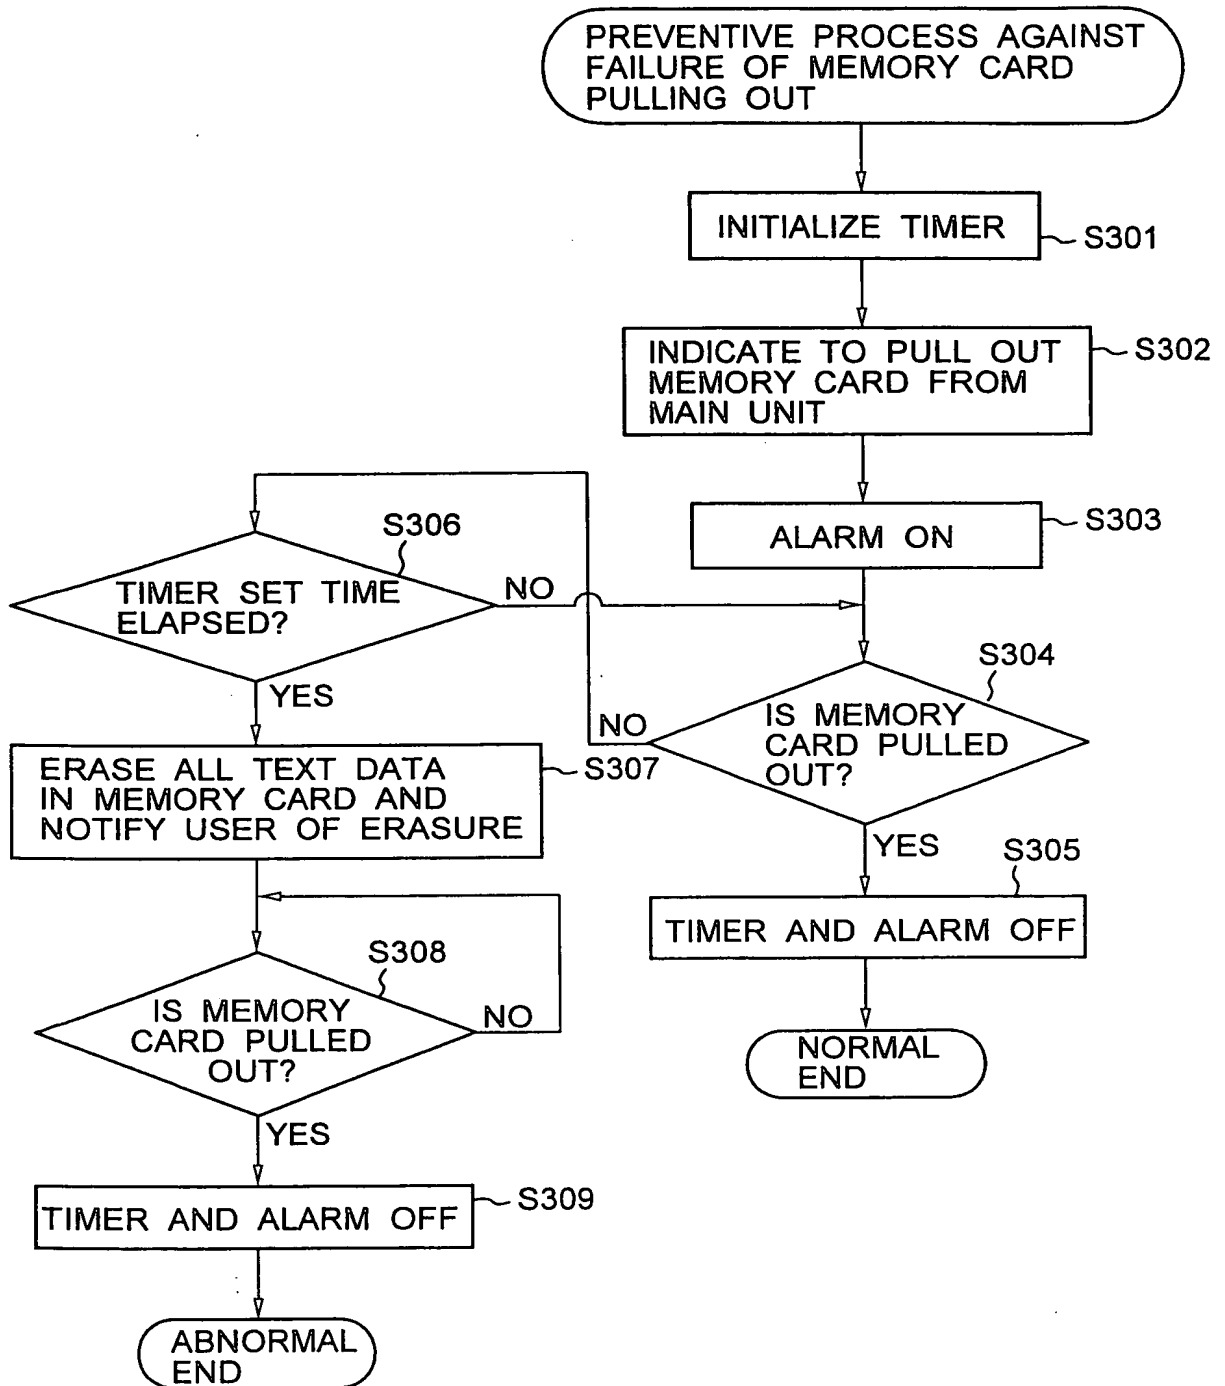 PREVENTIVE PROCESS AGAINST
FAILURE OF MEMORY CARD
PULLING OUT
INITIALIZE TIMER
S301
INDICATE TO PULL OUT
MEMORY CARD FROM
MAIN UNIT
S302
ALARM ON
S303
S306
TIMER SET TIME
ELAPSED?
NO
YES
S304
IS MEMORY
CARD PULLED
OUT?
NO
YES
ERASE ALL TEXT DATA
IN MEMORY CARD AND
NOTIFY USER OF ERASURE
S307
S305
TIMER AND ALARM OFF
NORMAL
END
S308
IS MEMORY
CARD PULLED
OUT?
NO
YES
TIMER AND ALARM OFF
S309
ABNORMAL
END